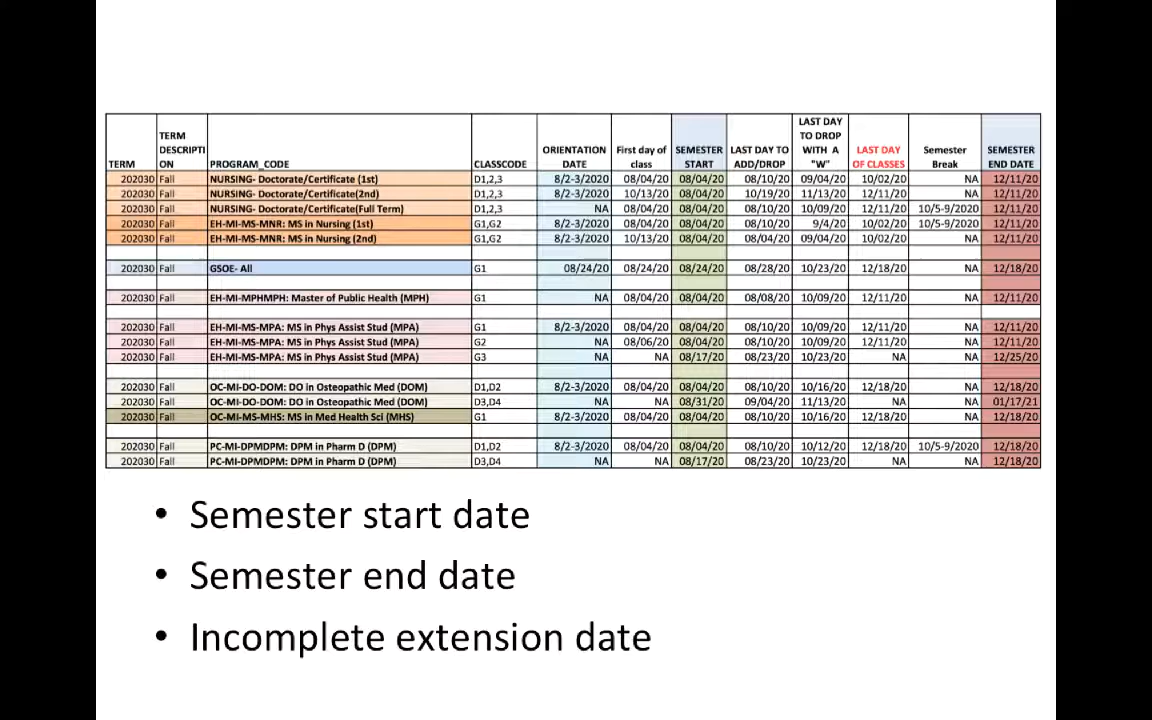 TERM TERM DESCRIPTI ON PROGRAM_CODE CLASSCODE ORIENTATION DATE First day of class SEMESTER START LAST DAY TO ADD/DROP LAST DAY TO DROP WITH A "W" LAST DAY OF CLASSES Semester Break SEMESTER END DATE
202030 Fall NURSING- Doctorate/Certificate (1st) D1,2,3 8/2-3/2020 08/04/20 08/04/20 08/10/20 09/04/20 10/02/20 NA 12/11/20
202030 Fall NURSING- Doctorate/Certificate(2nd) D1,2,3 8/2-3/2020 10/13/20 08/04/20 10/19/20 11/13/20 12/11/20 NA 12/11/20
202030 Fall NURSING- Doctorate/Certificate(Full Term) D1,2,3 NA 08/04/20 08/04/20 08/10/20 10/09/20 12/11/20 10/5-9/2020 12/11/20
202030 Fall EH-MI-MS-MNR: MS in Nursing (1st) G1,G2 8/2-3/2020 08/04/20 08/04/20 08/10/20 9/4/20 10/02/20 10/5-9/2020 12/11/20
202030 Fall EH-MI-MS-MNR: MS in Nursing (2nd) G1,G2 8/2-3/2020 10/13/20 08/04/20 08/04/20 09/04/20 10/02/20 NA 12/11/20
202030 Fall GSOE- All G1 08/24/20 08/24/20 08/24/20 08/28/20 10/23/20 12/18/20 NA 12/18/20
202030 Fall EH-MI-MPHMPH: Master of Public Health (MPH) G1 NA 08/04/20 08/04/20 08/08/20 10/09/20 12/11/20 NA 12/11/20
202030 Fall EH-MI-MS-MPA: MS in Phys Assist Stud (MPA) G1 8/2-3/2020 08/04/20 08/04/20 08/10/20 10/09/20 12/11/20 NA 12/11/20
202030 Fall EH-MI-MS-MPA: MS in Phys Assist Stud (MPA) G2 NA 08/06/20 08/04/20 08/10/20 10/09/20 12/11/20 NA 12/11/20
202030 Fall EH-MI-MS-MPA: MS in Phys Assist Stud (MPA) G3 NA NA 08/17/20 08/23/20 10/23/20 NA NA 12/25/20
202030 Fall OC-MI-DO-DOM: DO in Osteopathic Med (DOM) D1,D2 8/2-3/2020 08/04/20 08/04/20 08/10/20 10/16/20 12/18/20 NA 12/18/20
202030 Fall OC-MI-DO-DOM: DO in Osteopathic Med (DOM) D3,D4 NA NA 08/31/20 09/04/20 11/13/20 NA NA 01/17/21
202030 Fall OC-MI-MS-MHS: MS in Med Health Sci (MHS) G1 8/2-3/2020 08/04/20 08/04/20 08/10/20 10/16/20 12/18/20 NA 12/18/20
202030 Fall PC-MI-DPMDPM: DPM in Pharm D (DPM) D1,D2 8/2-3/2020 08/04/20 08/04/20 08/10/20 10/12/20 12/18/20 10/5-9/2020 12/18/20
202030 Fall PC-MI-DPMDPM: DPM in Pharm D (DPM) D3,D4 NA NA 08/17/20 08/23/20 10/23/20 NA NA 12/18/20
• Semester start date
• Semester end date
• Incomplete extension date